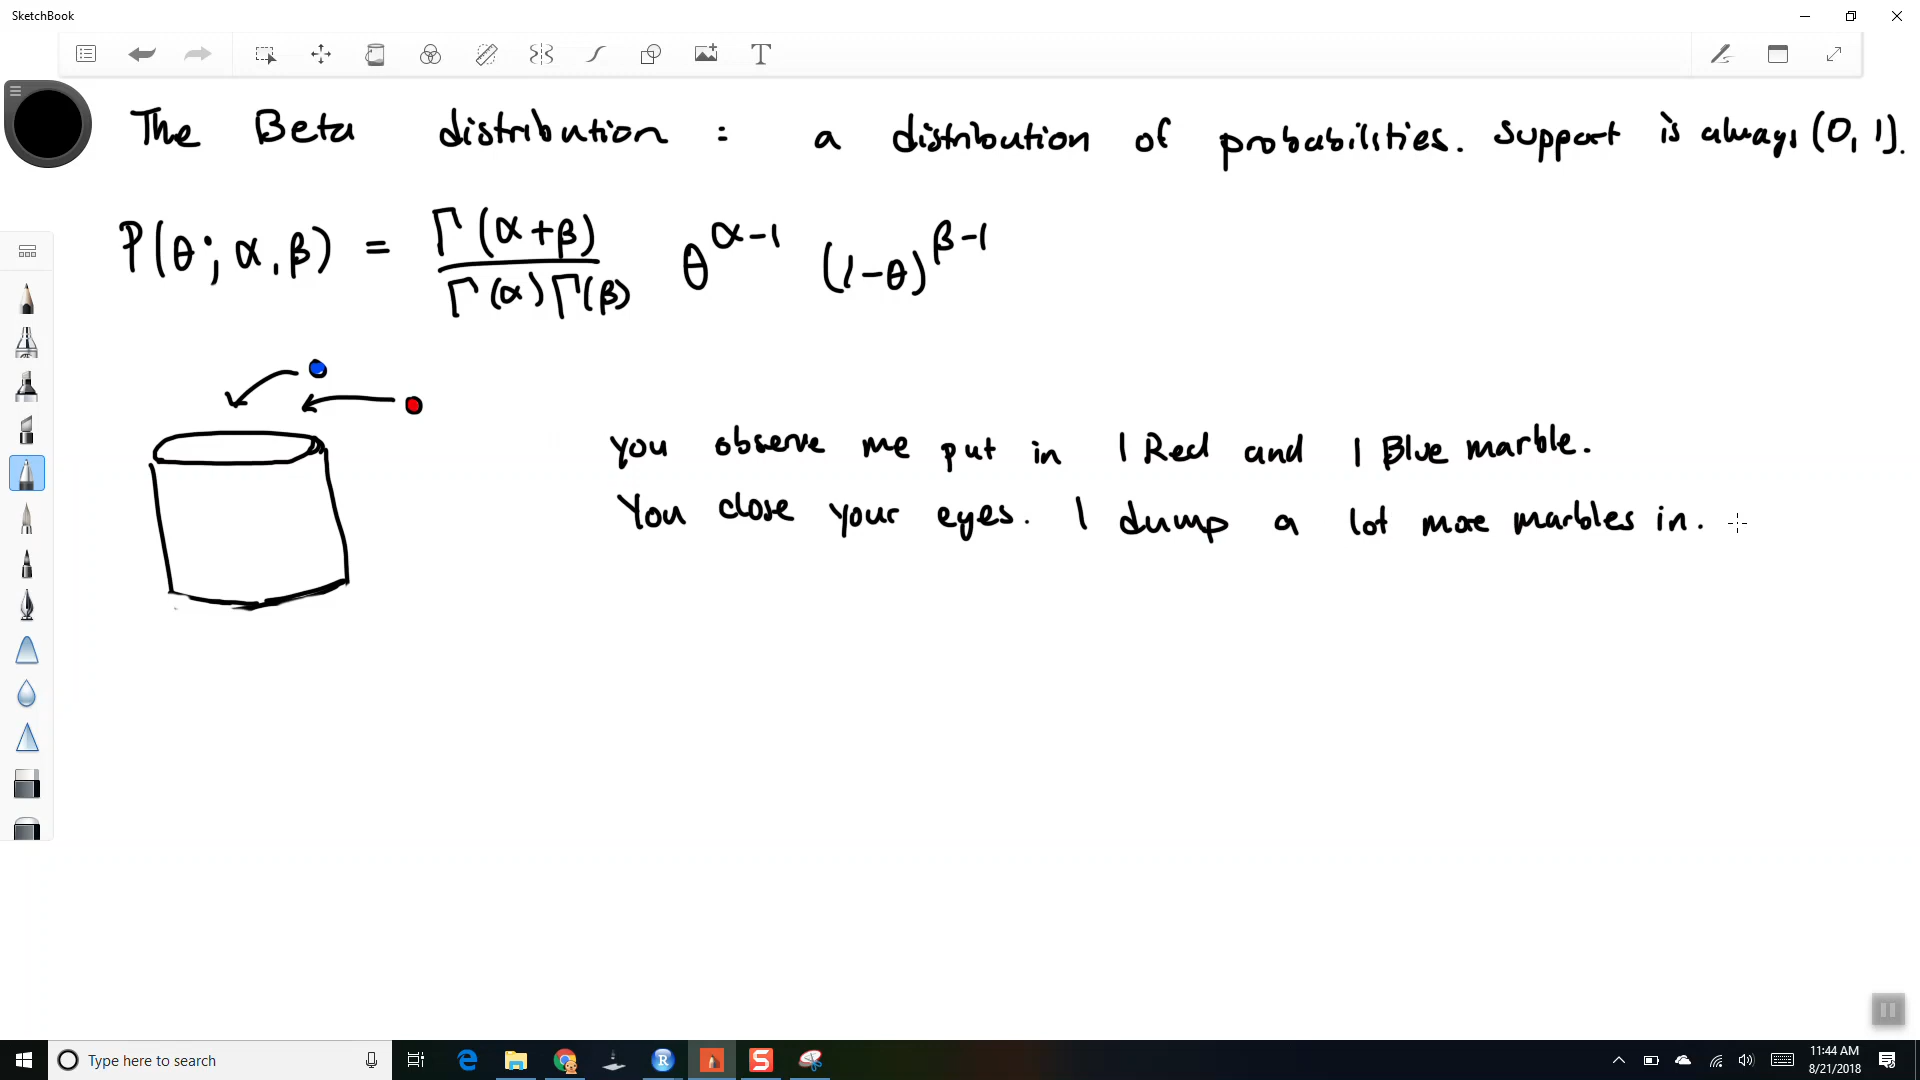 SketchBook
The Beta distribution : a distribution of probabilities. Support is always (0, 1).
P(θ; α, β) = Γ(α+β) / Γ(α)Γ(β) θ^α-1 (1-θ)^β-1
You observe me put in 1 Red and 1 Blue marble.
You close your eyes. I dump a lot more marbles in.
Type here to search
11:44 AM
8/21/2018